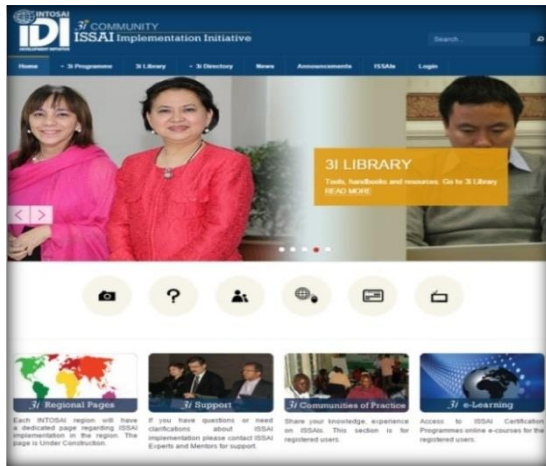 INTOSAI
IDI
DEVELOPMENT INITIATIVE
3i COMMUNITY
ISSAI Implementation Initiative
Search...
Home
3i Programme
3i Library
3i Directory
News
Announcements
ISSAIs
Login
3I LIBRARY
Tools, handbooks and resources. Go to 3i Library
READ MORE
3i Regional Pages
Each INTOSAI region will have
a dedicated page regarding ISSAI
implementation in the region. The
page is Under Construction.
3i Support
If you have questions or need
clarifications about ISSAI
implementation please contact ISSAI
Experts and Mentors for support.
3i Communities of Practice
Share your knowledge, experience
on ISSAIs. This section is for
registered users.
3i e-Learning
Access to ISSAI Certification
Programmes online e-courses for the
registered users.